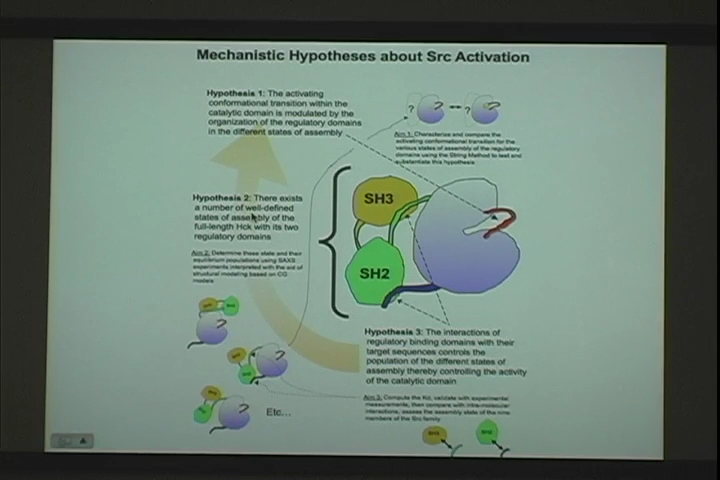 Mechanistic Hypotheses about Src Activation
Hypothesis 1: The activating
conformational transition within the
catalytic domain is modulated by the
organization of the regulatory domains
in the different states of assembly
?
?
Aim 1: Characterize and compare the
activating conformational transition for the
various states of assembly of the regulatory
domains using the String Method to test and
substantiate this hypothesis
SH3
SH2
Hypothesis 2: There exists
a number of well-defined
states of assembly of the
full-length Hck with its two
regulatory domains
Aim 2: Determine these state and their
equilibrium populations using SAXS
experiments interpreted with the aid of
structural modeling based on CG
models
Hypothesis 3: The interactions of
regulatory binding domains with their
target sequences controls the
population of the different states of
assembly thereby controlling the activity
of the catalytic domain
Aim 3: Compute the Kd, validate with experimental
measurements, then compare with intra-molecular
interactions, assess the assembly state of the nine
members of the Src family
Etc...
SH3
SH2